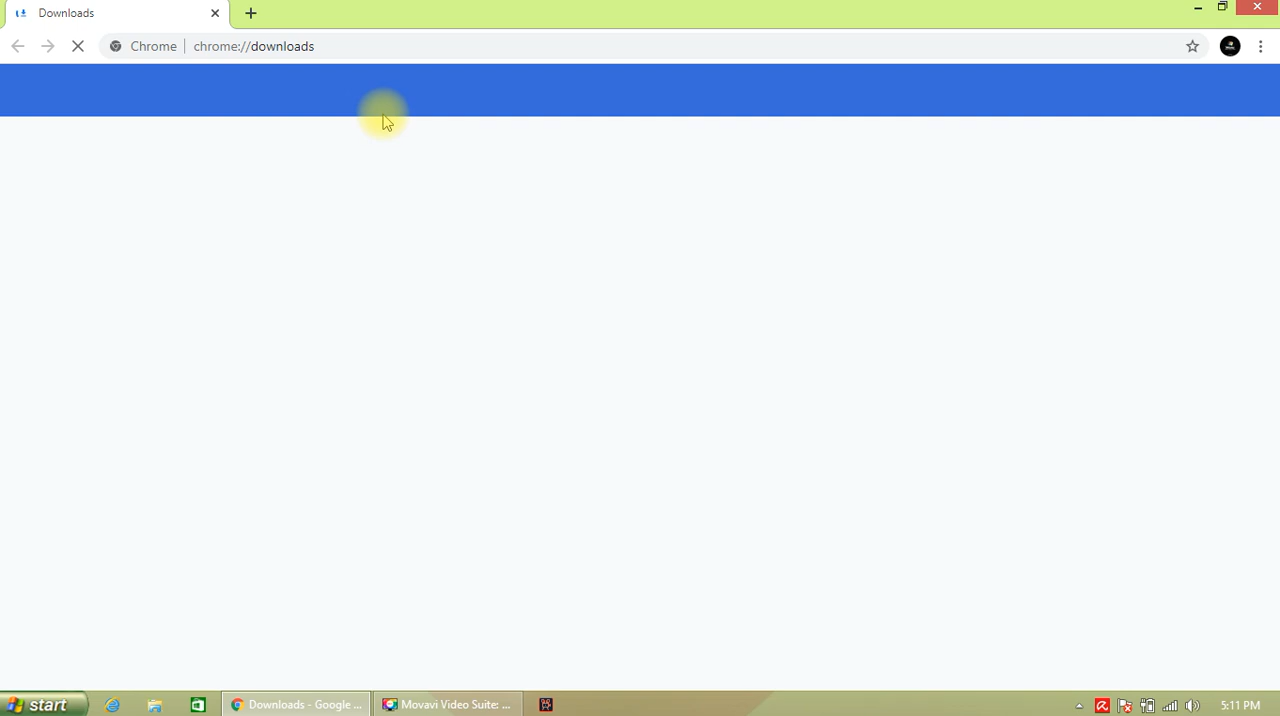 Downloads
Chrome
chrome://downloads
start
Downloads - Google ...
Movavi Video Suite: ...
5:11 PM